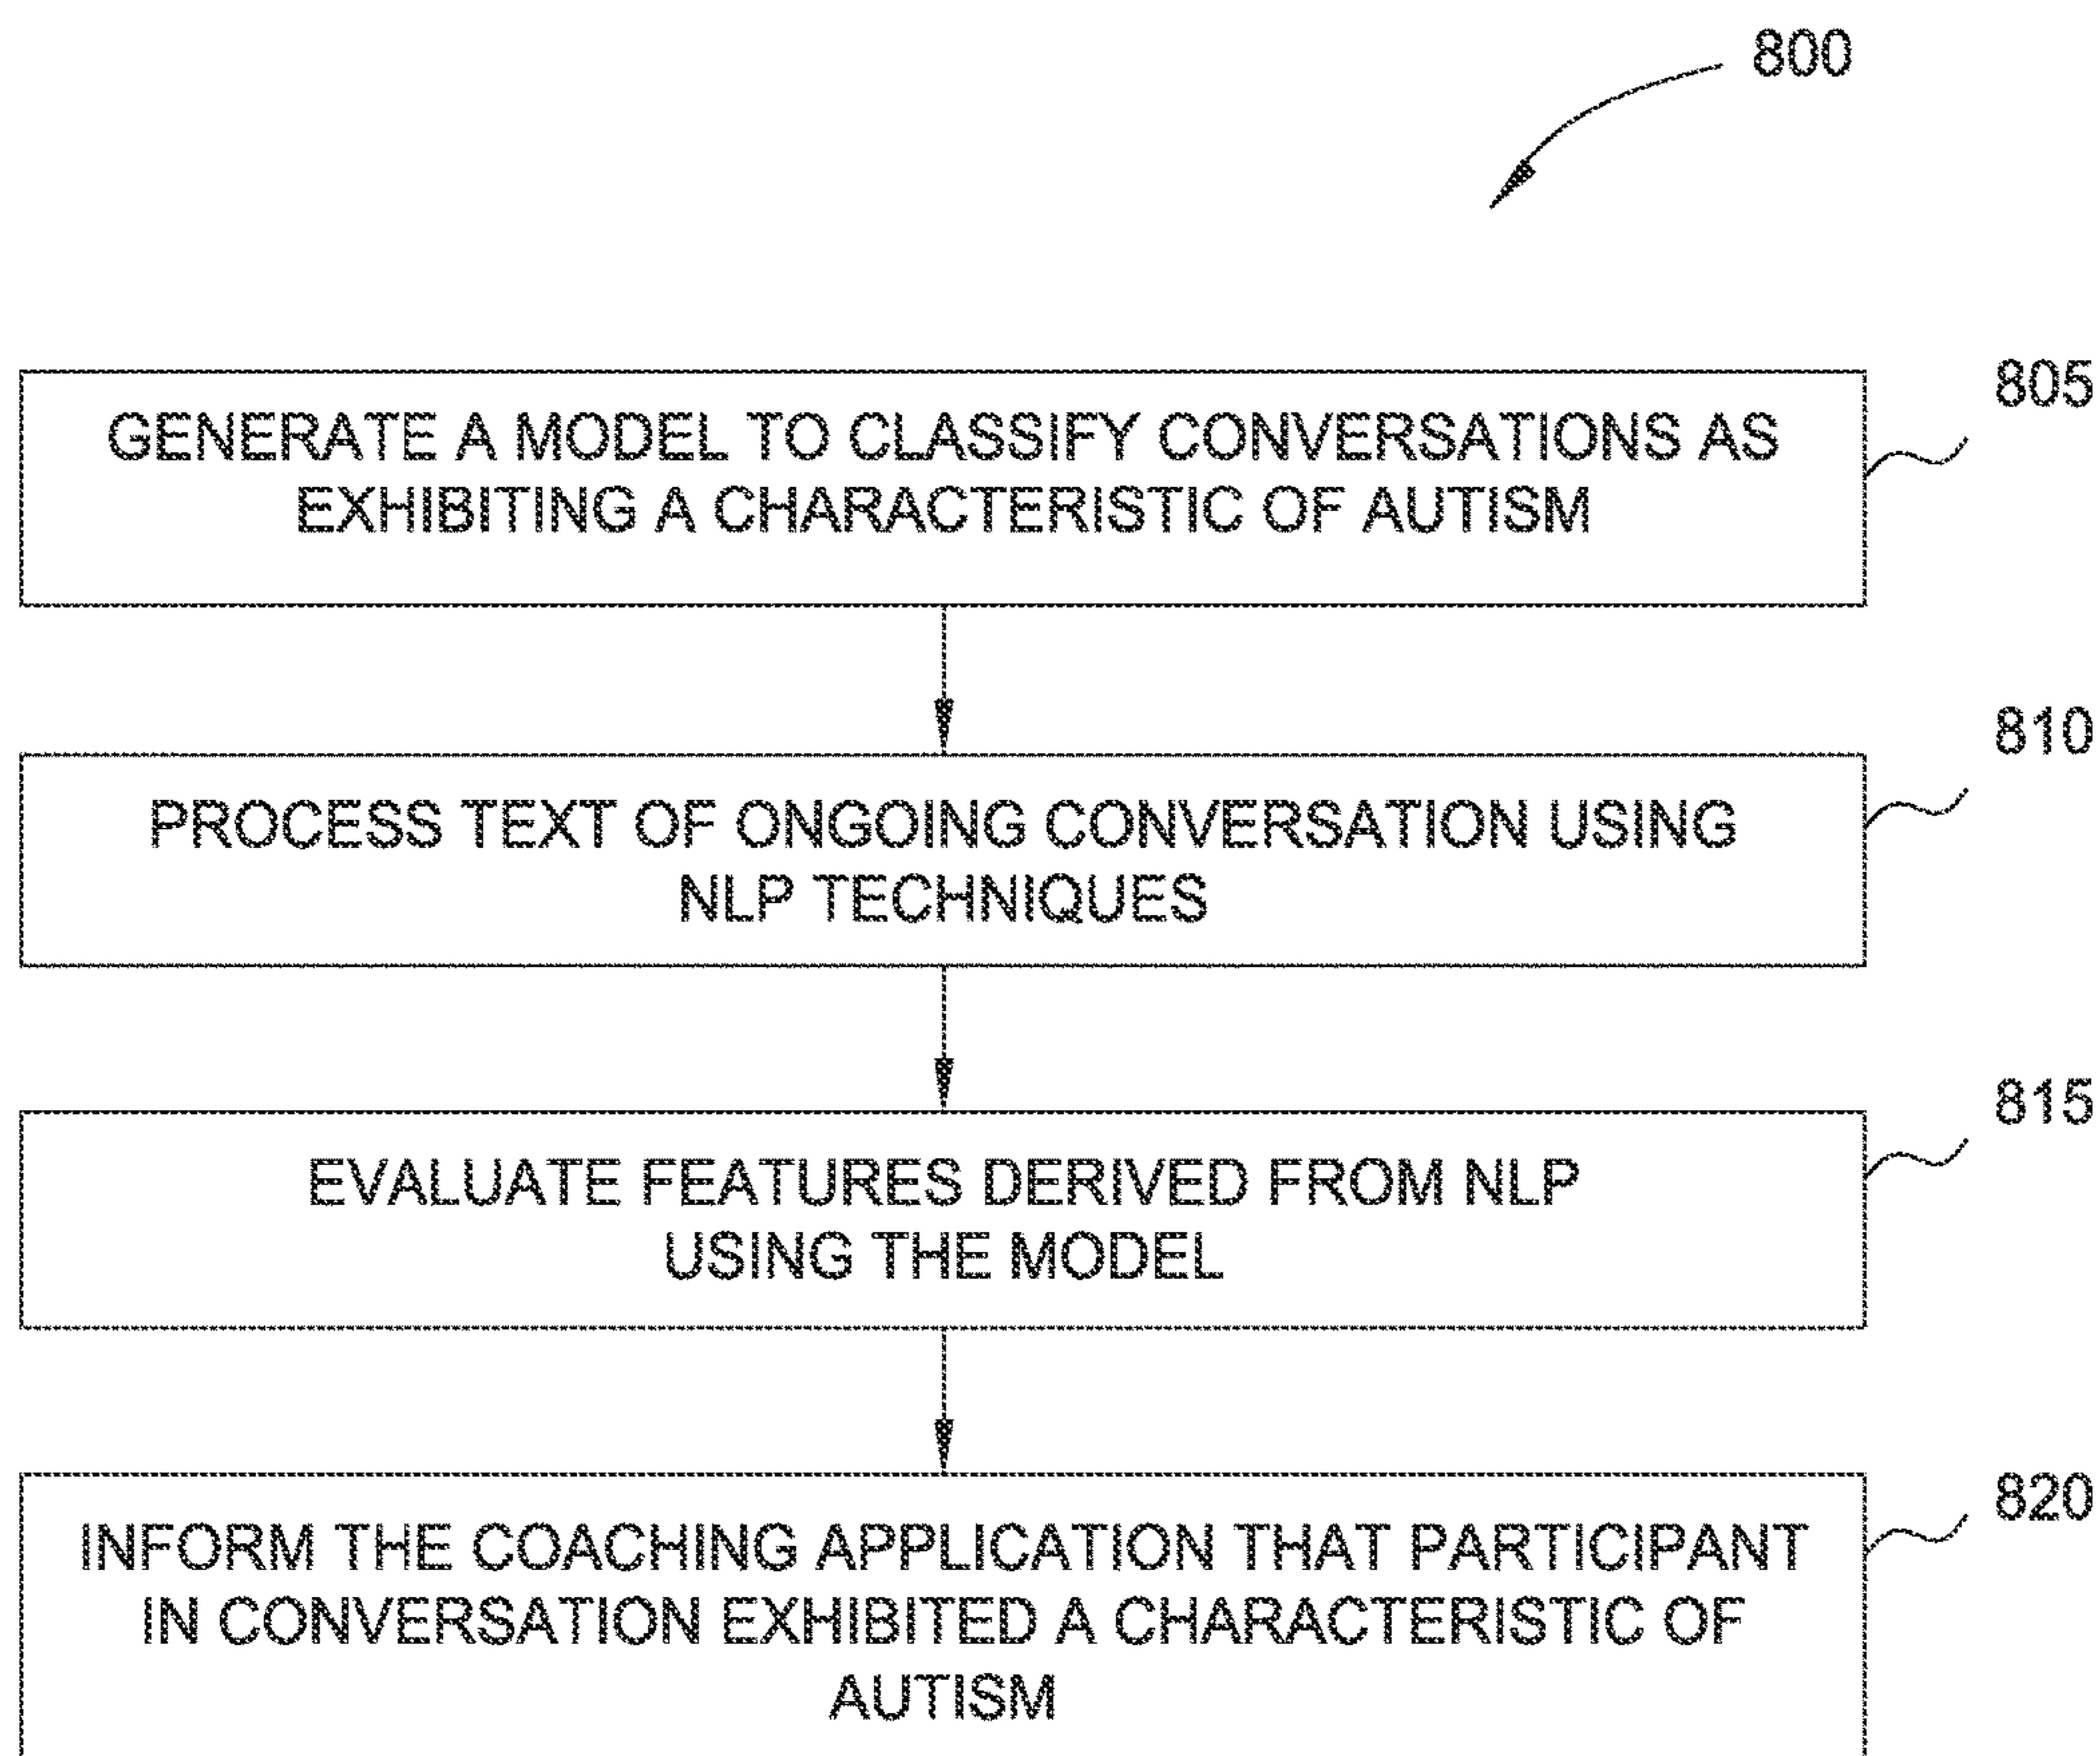 800
805
GENERATE A MODEL TO CLASSIFY CONVERSATIONS AS
EXHIBITING A CHARACTERISTIC OF AUTISM
810
PROCESS TEXT OF ONGOING CONVERSATION USING
NLP TECHNIQUES
815
EVALUATE FEATURES DERIVED FROM NLP
USING THE MODEL
820
INFORM THE COACHING APPLICATION THAT PARTICIPANT
IN CONVERSATION EXHIBITED A CHARACTERISTIC OF
AUTISM